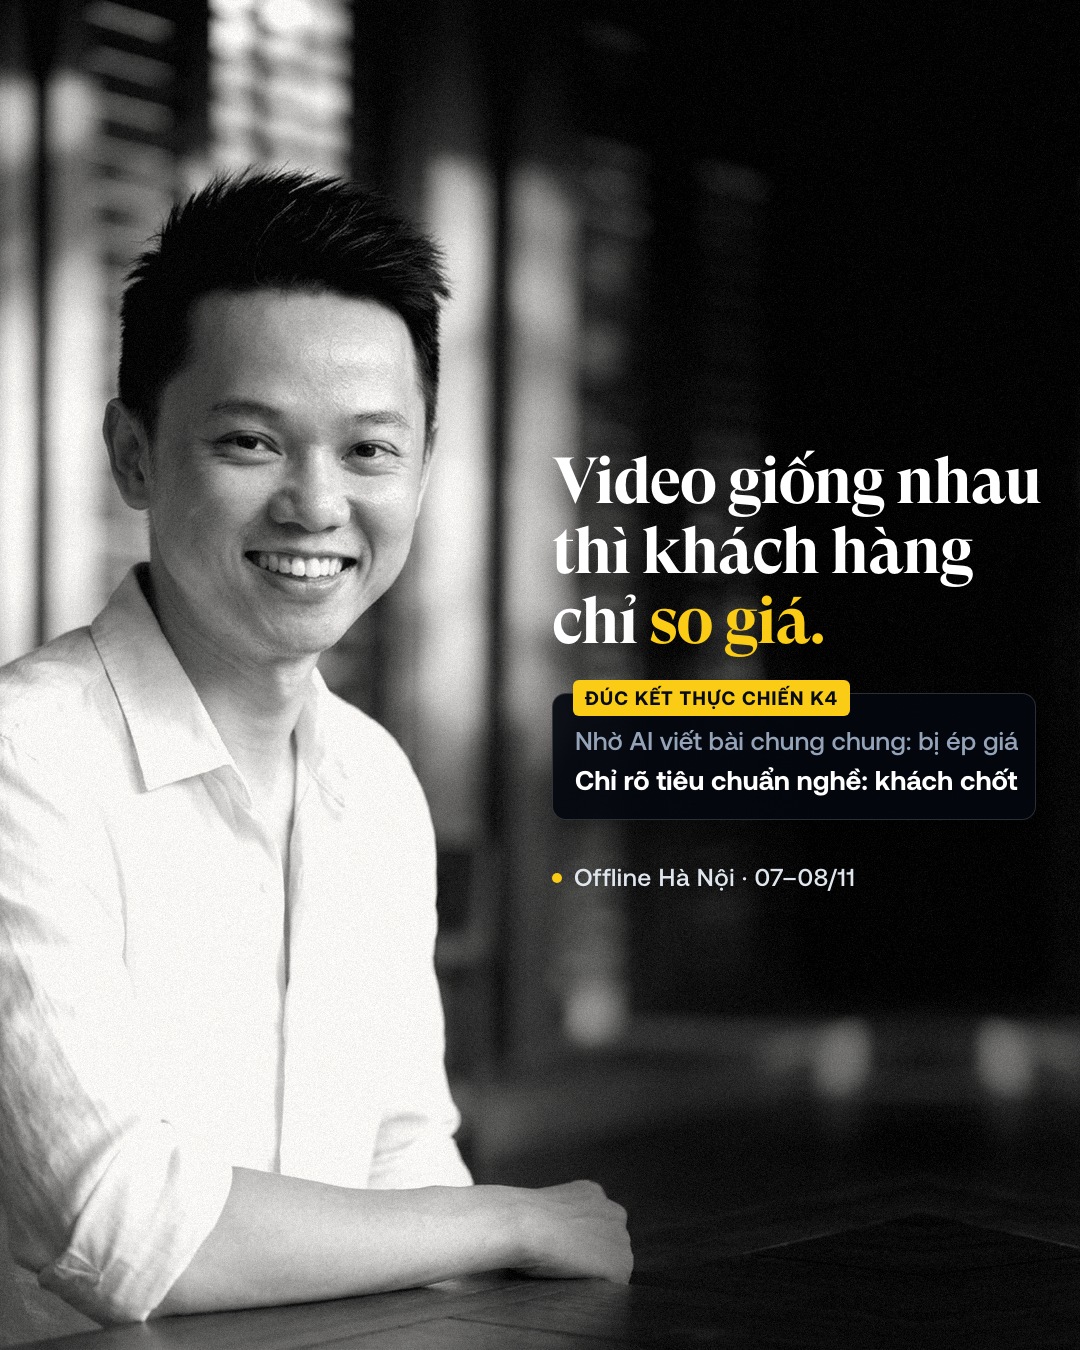 Video giống nhau
thì khách hàng
chỉ so giá.
ĐÚC KẾT THỰC CHIẾN K4
Nhờ AI viết bài chung chung: bị ép giá
Chỉ rõ tiêu chuẩn nghề: khách chốt
Offline Hà Nội · 07–08/11